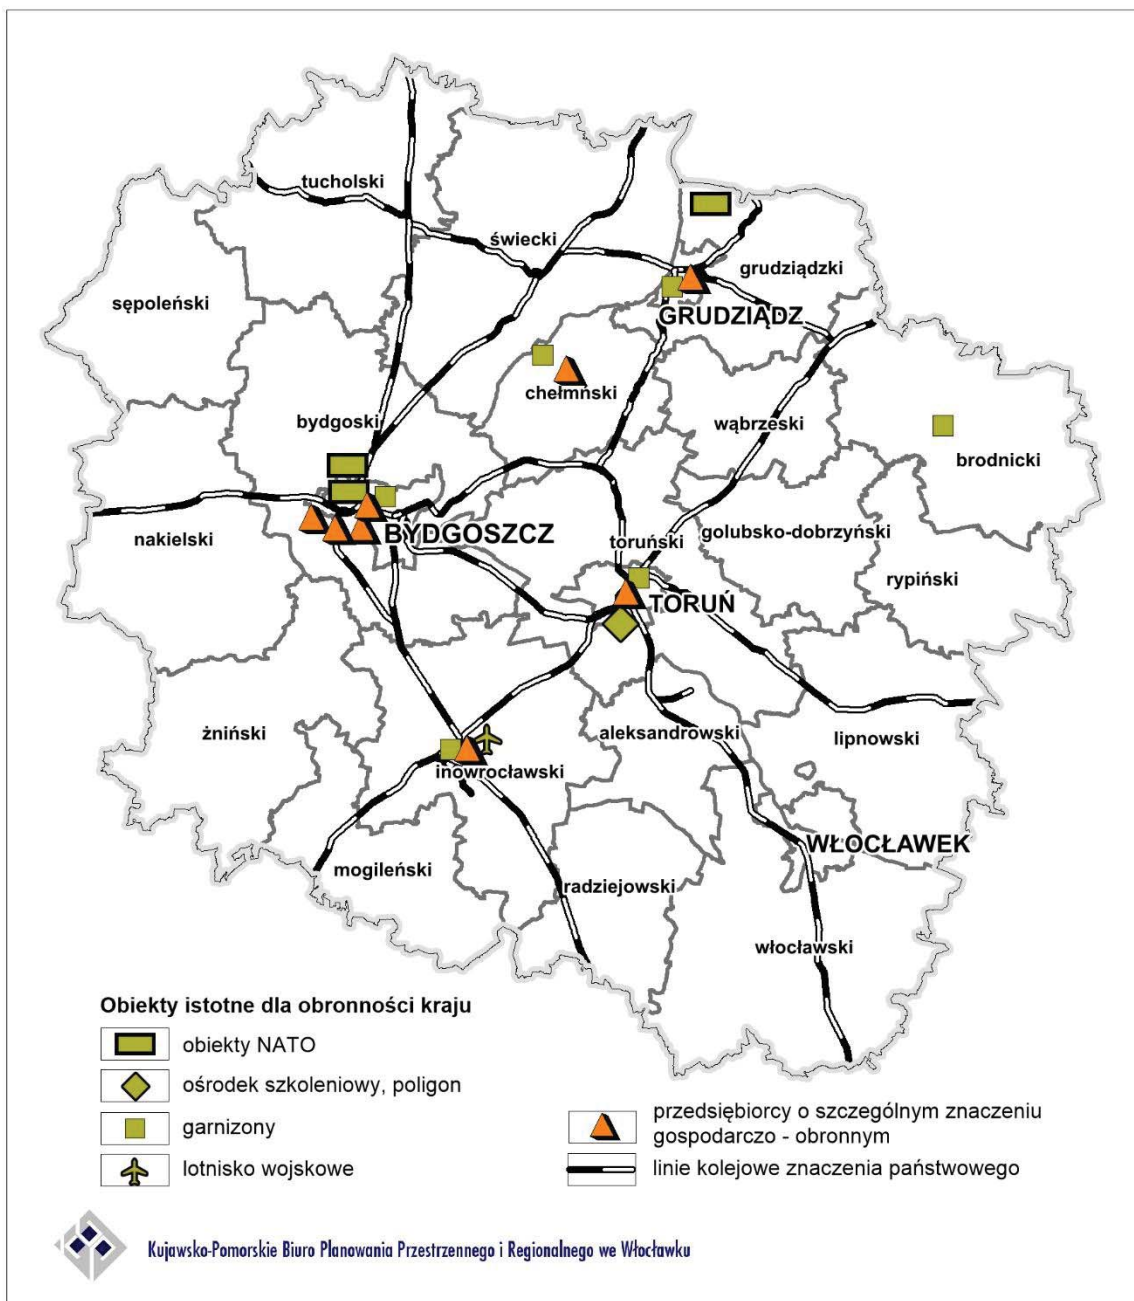 tucholski
świecki
grudziądzki
sępoleński
GRUDZIĄDZ
chełmński
bydgoski
wąbrzeski
brodnicki
BYDGOSZCZ
nakielski
toruński
golubsko-dobrzyński
rypiński
TORUŃ
żniński
aleksandrowski
lipnowski
inowrocławski
WŁOCŁAWEK
mogileński
radziejowski
włocławski
Obiekty istotne dla obronności kraju
obiekty NATO
ośrodek szkoleniowy, poligon
garnizony
lotnisko wojskowe
przedsiębiorcy o szczególnym znaczeniu
gospodarczo - obronnym
linie kolejowe znaczenia państwowego
Kujawsko-Pomorskie Biuro Planowania Przestrzennego i Regionalnego we Włocławku